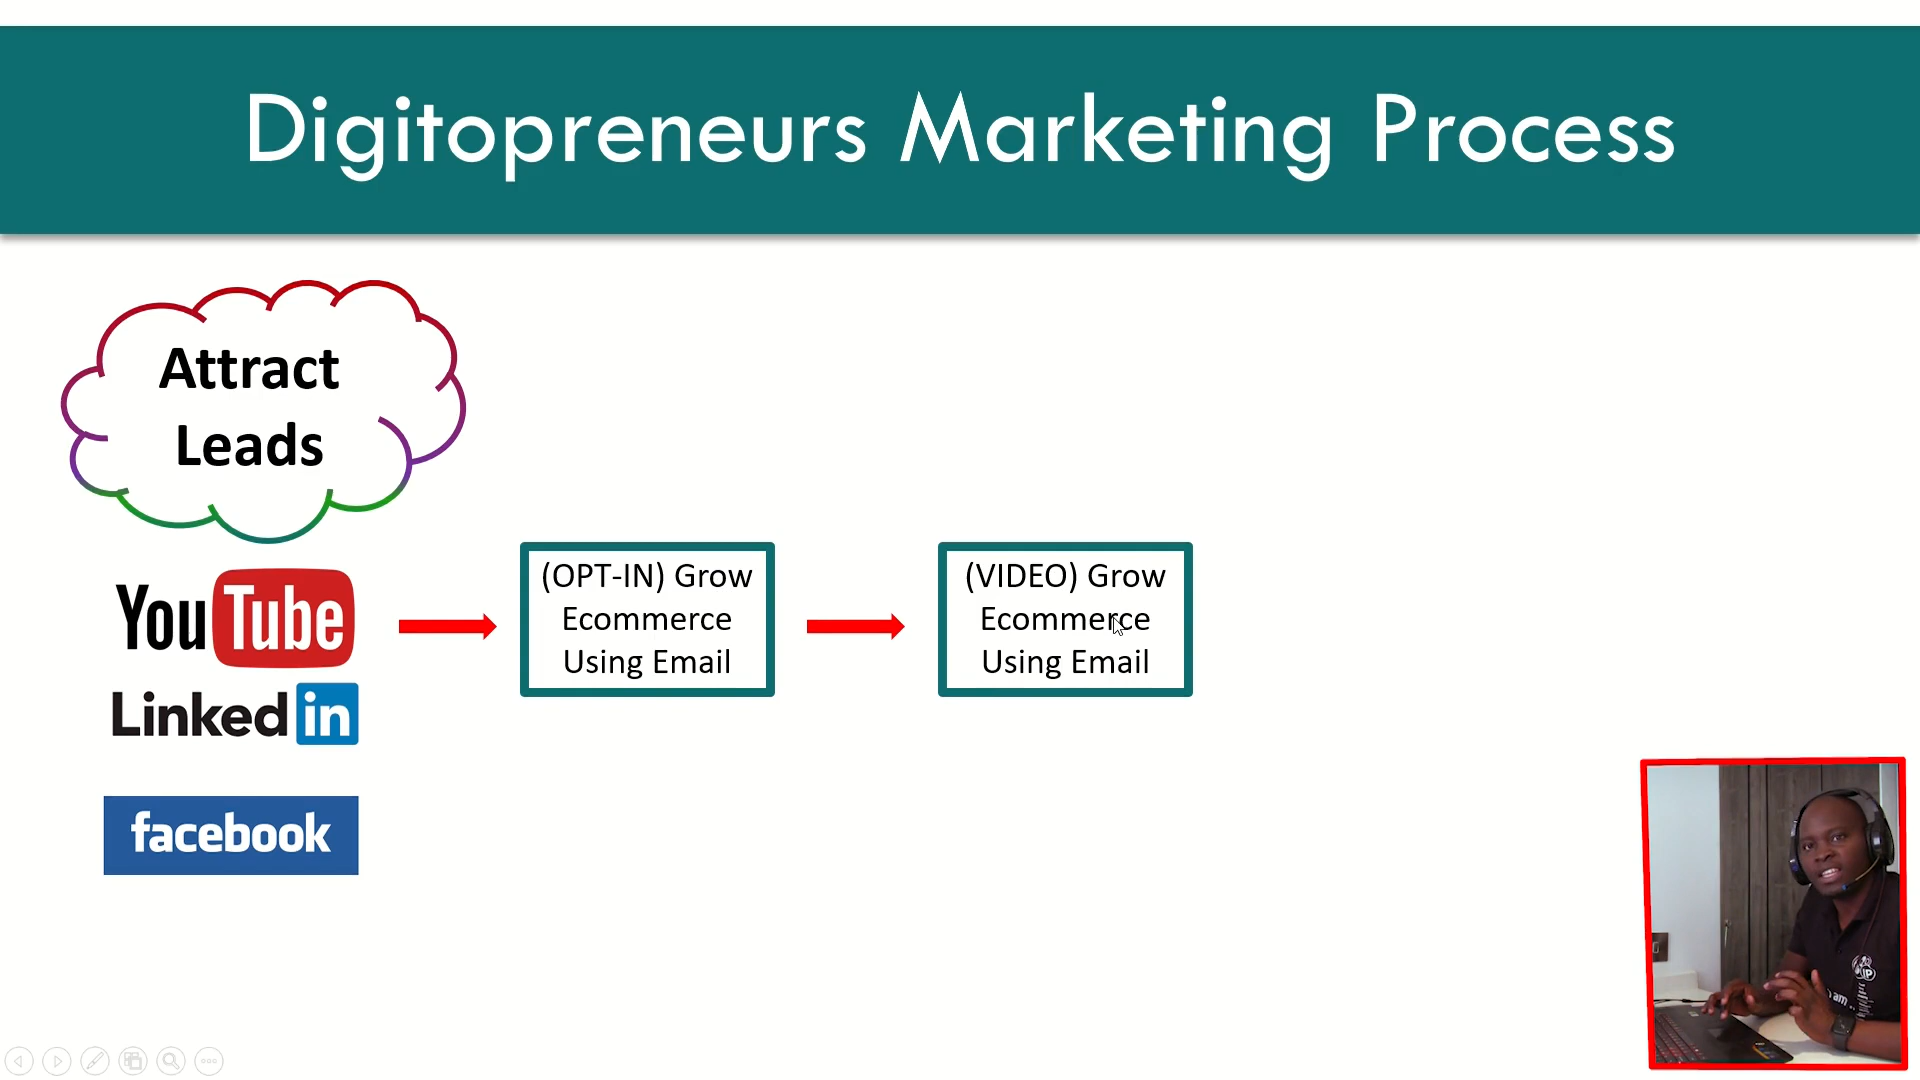 Digitopreneurs Marketing Process
Attract
Leads
YouTube
Linkedin
facebook
(OPT-IN) Grow
Ecommerce
Using Email
(VIDEO) Grow
Ecommerce
Using Email
am